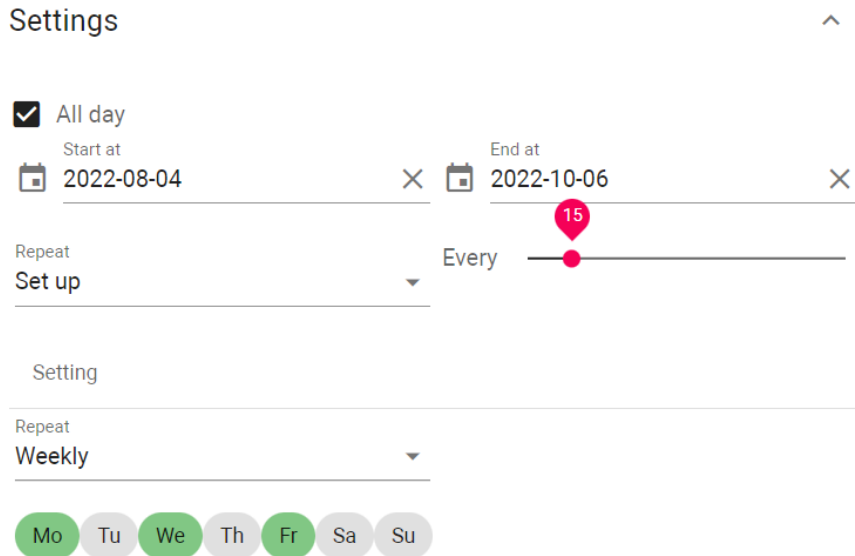 Settings
All day
Start at
End at
2022-08-04
2022-10-06
15
Repeat
Every
Set up
Setting
Repeat
Weekly
Mo Tu We Th Fr Sa Su